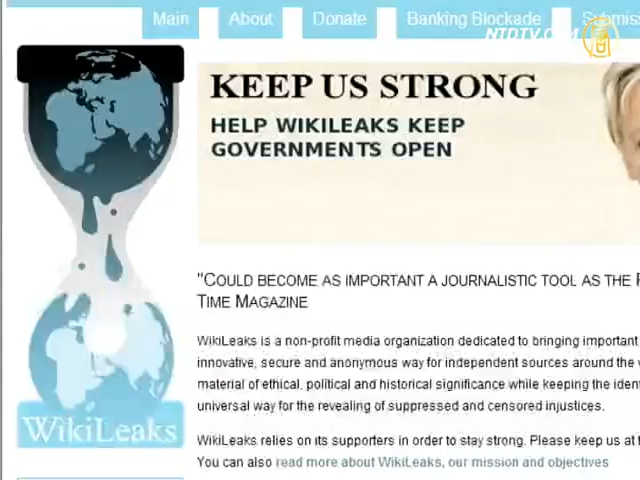 Main About Donate Banking Blockade
KEEP US STRONG
HELP WIKILEAKS KEEP
GOVERNMENTS OPEN
"COULD BECOME AS IMPORTANT A JOURNALISTIC TOOL AS THE
TIME MAGAZINE
WikiLeaks is a non-profit media organization dedicated to bringing important
innovative, secure and anonymous way for independent sources around the
material of ethical, political and historical significance while keeping the
universal way for the revealing of suppressed and censored injustices.
WikiLeaks relies on its supporters in order to stay strong. Please keep us at
You can also read more about WikiLeaks, our mission and objectives
WikiLeaks